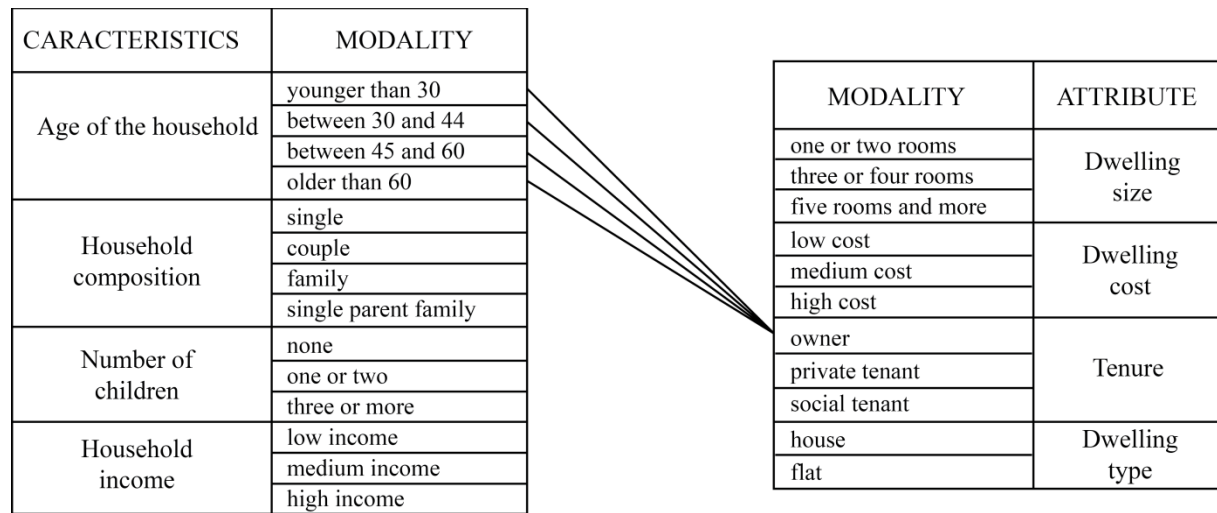 CARACTERISTICS
MODALITY
Age of the household
younger than 30
between 30 and 44
between 45 and 60
older than 60
Household
composition
single
couple
family
single parent family
Number of
children
none
one or two
three or more
Household
income
low income
medium income
high income
MODALITY
ATTRIBUTE
one or two rooms
three or four rooms
five rooms and more
Dwelling
size
low cost
medium cost
high cost
Dwelling
cost
owner
private tenant
social tenant
Tenure
house
flat
Dwelling
type